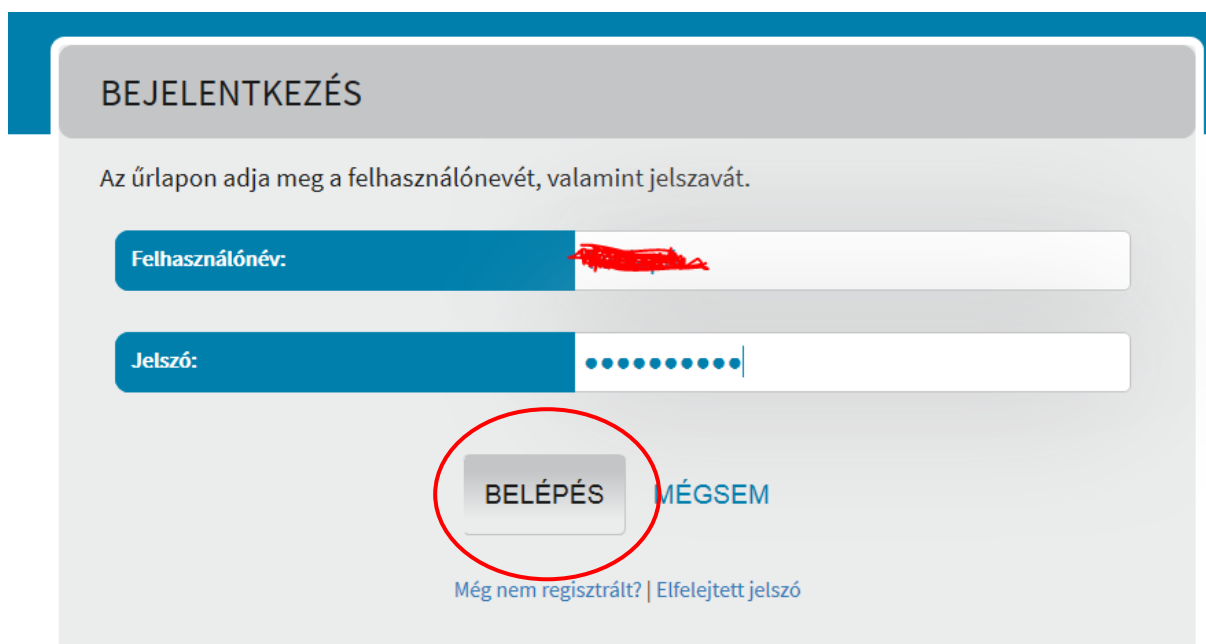 BEJELENTKEZÉS
Az űrlapon adja meg a felhasználónevét, valamint jelszavát.
Felhasználónév:
Jelszó: ●●●●●●●●●●
BELÉPÉS MÉGSEM
Még nem regisztrált? | Elfelejtett jelszó